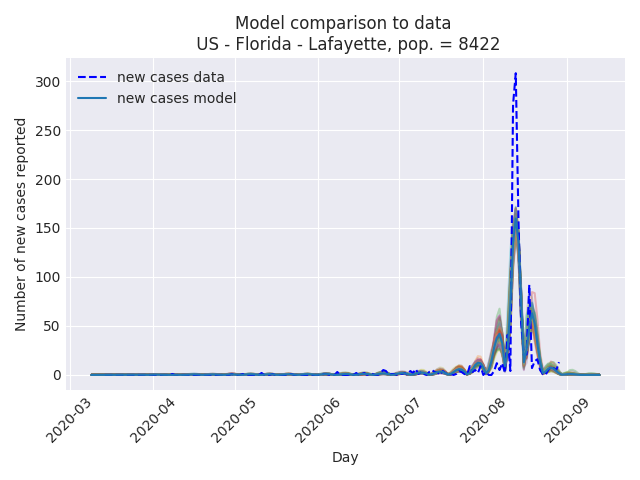 Model comparison to data
US - Florida - Lafayette, pop. = 8422
new cases data
new cases model
Number of new cases reported
300
250
200
150
100
50
0
2020-03
2020-04
2020-05
2020-06
2020-07
2020-08
2020-09
Day